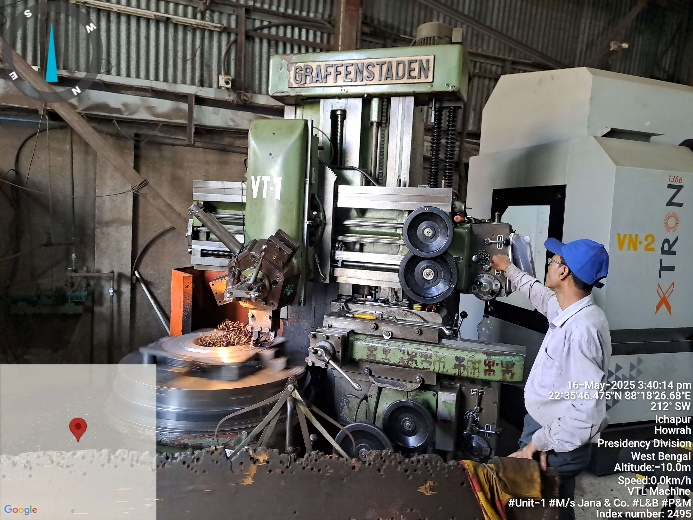 GRAFFENSTADEN
VT-1
1366
XTRON
VN-2
S
W
N
E
16-May-2025 3:40:14 pm
22°35'46.475"N 88°18'26.68"E
212° SW
Ichapur
Howrah
Presidency Division
West Bengal
Altitude:-10.0m
Speed:0.0km/h
VTL Machine
#Unit-1 #M/s Jana & Co. #L&B #P&M
Index number: 2495
Google